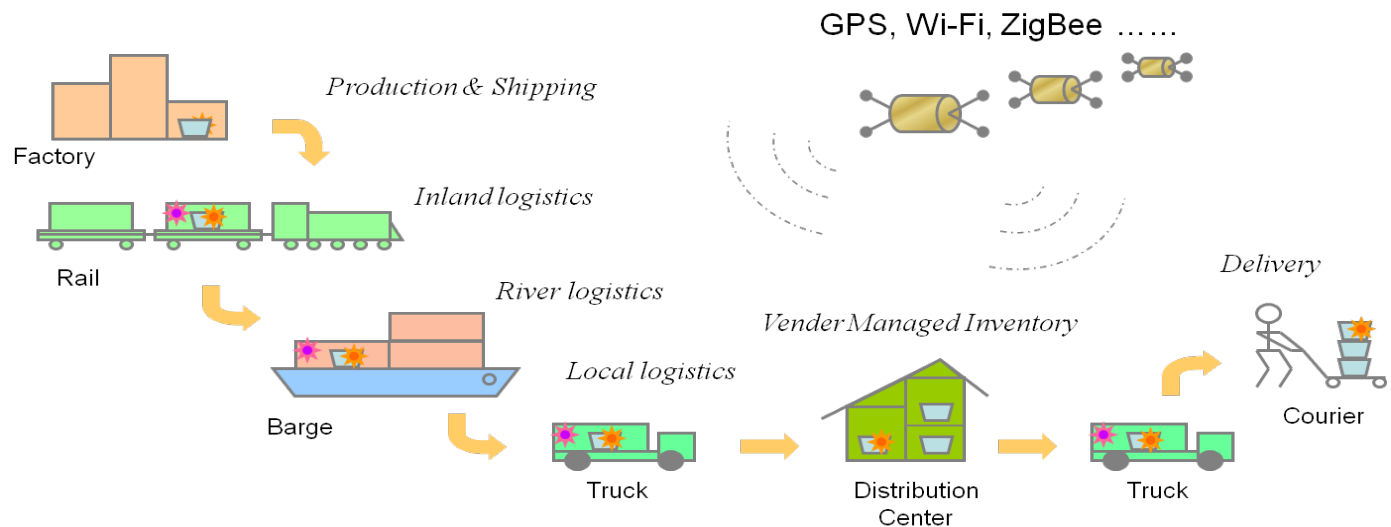 GPS, Wi-Fi, ZigBee ……
Production & Shipping
Factory
Inland logistics
Rail
River logistics
Barge
Local logistics
Truck
Vender Managed Inventory
Distribution
Center
Truck
Delivery
Courier